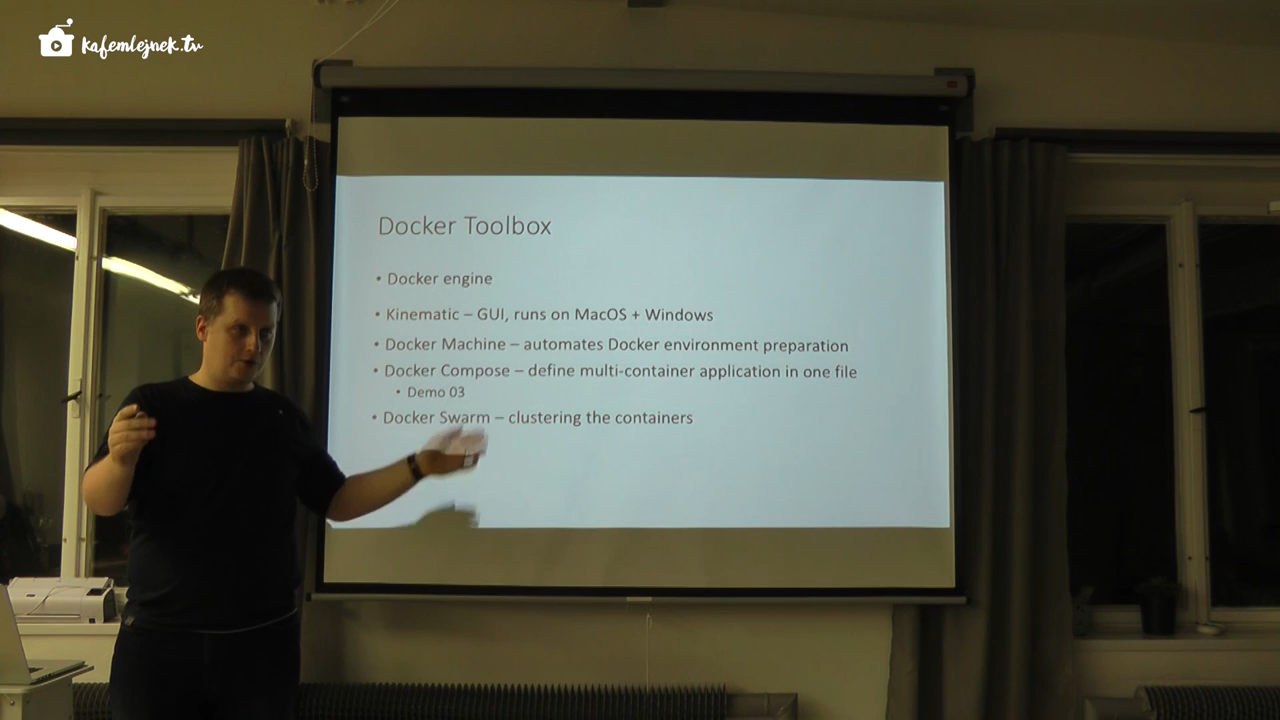 kafemlejnek.tv
Docker Toolbox
• Docker engine
• Kinematic – GUI, runs on MacOS + Windows
• Docker Machine – automates Docker environment preparation
• Docker Compose – define multi-container application in one file
• Demo 03
• Docker Swarm – clustering the containers